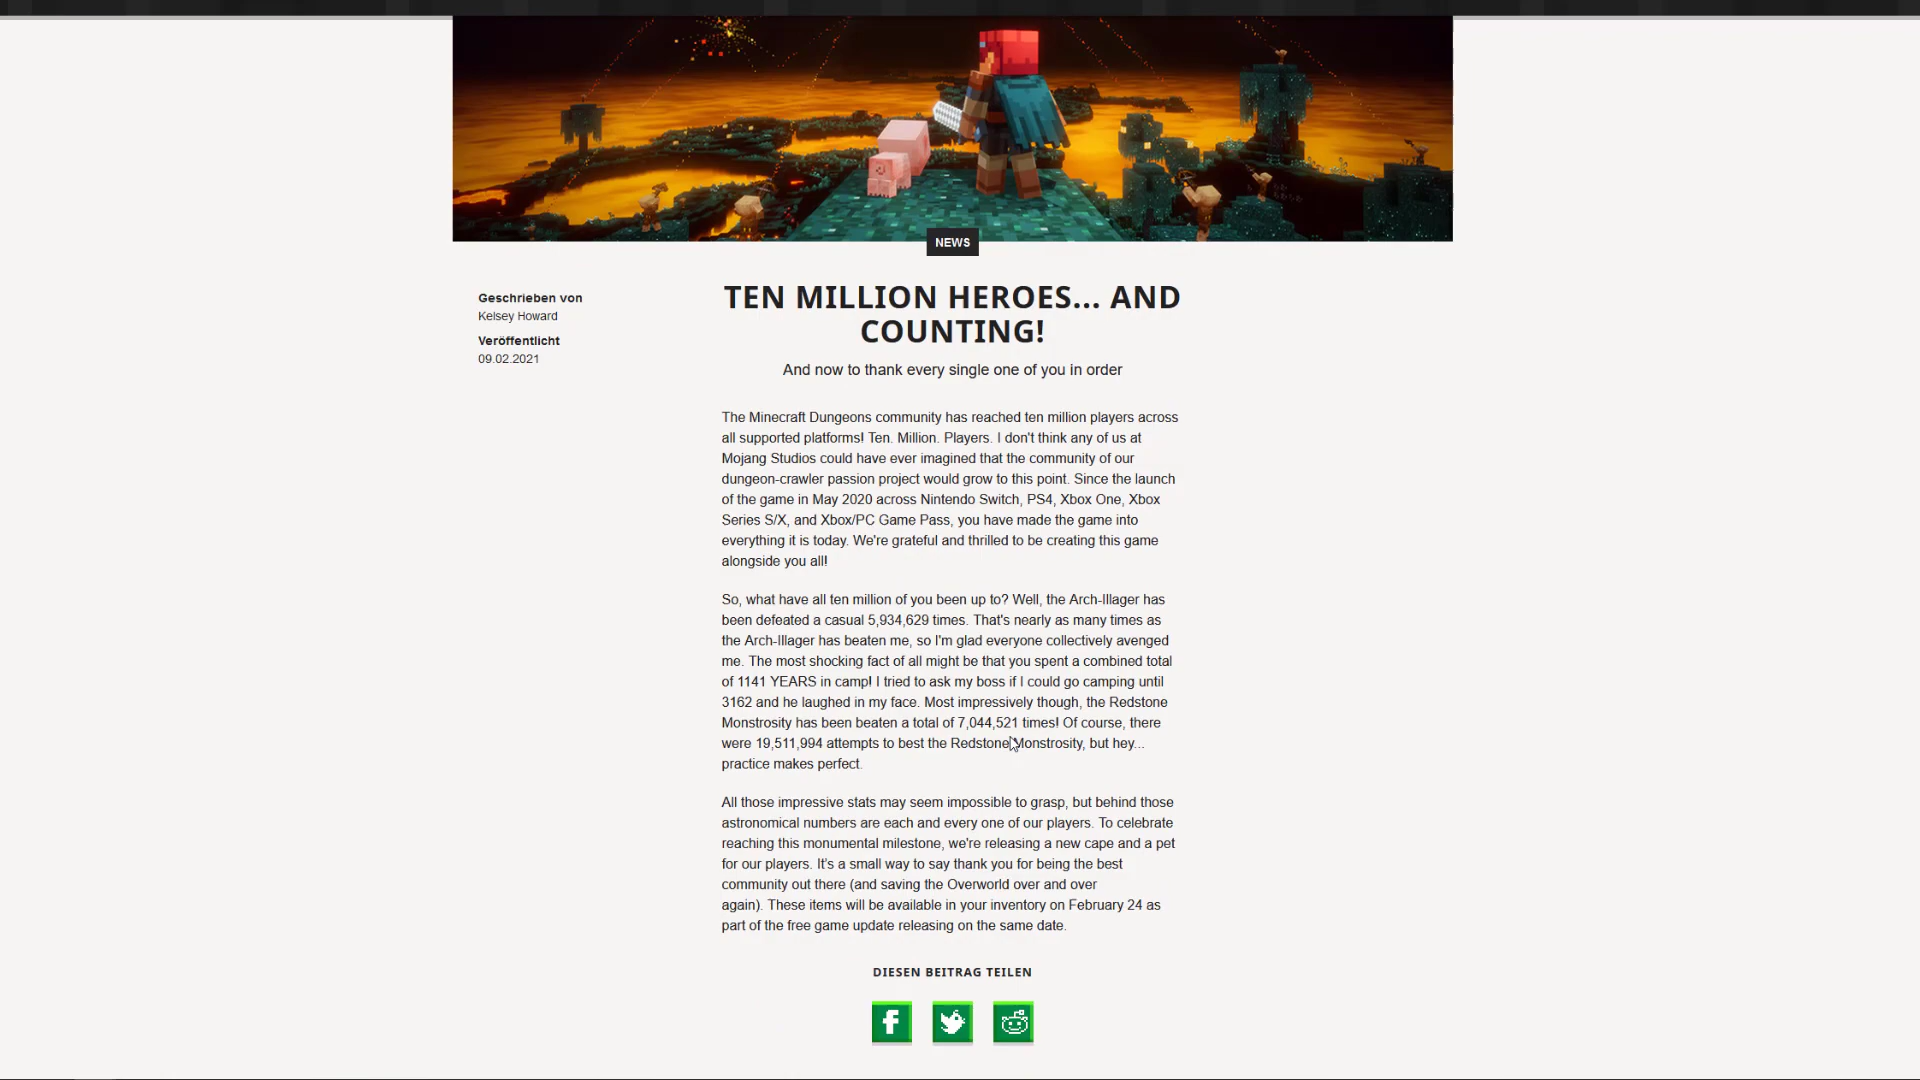 NEWS
Geschrieben von
Kelsey Howard
Veröffentlicht
09.02.2021
TEN MILLION HEROES... AND
COUNTING!
And now to thank every single one of you in order
The Minecraft Dungeons community has reached ten million players across
all supported platforms! Ten. Million. Players. I don't think any of us at
Mojang Studios could have ever imagined that the community of our
dungeon-crawler passion project would grow to this point. Since the launch
of the game in May 2020 across Nintendo Switch, PS4, Xbox One, Xbox
Series S/X, and Xbox/PC Game Pass, you have made the game into
everything it is today. We're grateful and thrilled to be creating this game
alongside you all!
So, what have all ten million of you been up to? Well, the Arch-Illager has
been defeated a casual 5,934,629 times. That's nearly as many times as
the Arch-Illager has beaten me, so I'm glad everyone collectively avenged
me. The most shocking fact of all might be that you spent a combined total
of 1141 YEARS in camp! I tried to ask my boss if I could go camping until
3162 and he laughed in my face. Most impressively though, the Redstone
Monstrosity has been beaten a total of 7,044,521 times! Of course, there
were 19,511,994 attempts to best the Redstone Monstrosity, but hey...
practice makes perfect.
All those impressive stats may seem impossible to grasp, but behind those
astronomical numbers are each and every one of our players. To celebrate
reaching this monumental milestone, we're releasing a new cape and a pet
for our players. It's a small way to say thank you for being the best
community out there (and saving the Overworld over and over
again). These items will be available in your inventory on February 24 as
part of the free game update releasing on the same date.
DIESEN BEITRAG TEILEN